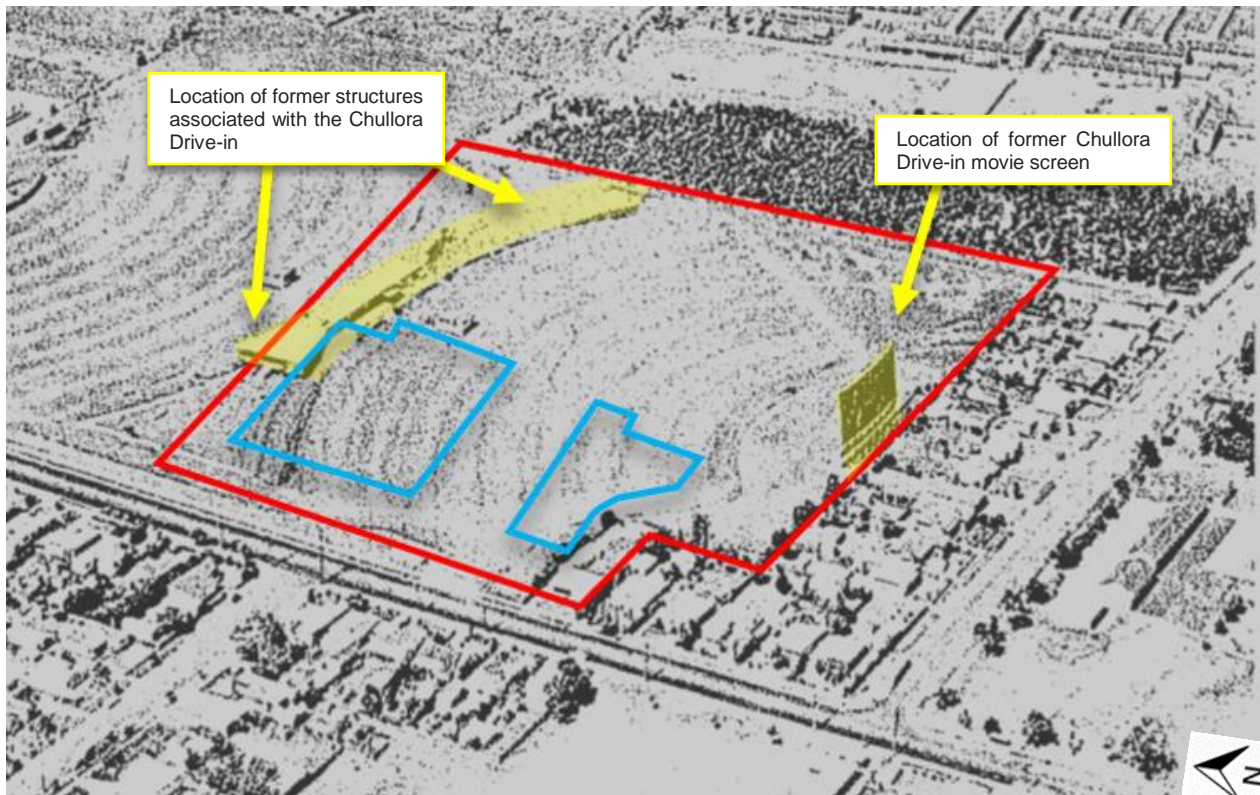 Location of former structures
associated with the Chullora
Drive-in
Location of former Chullora
Drive-in movie screen
N